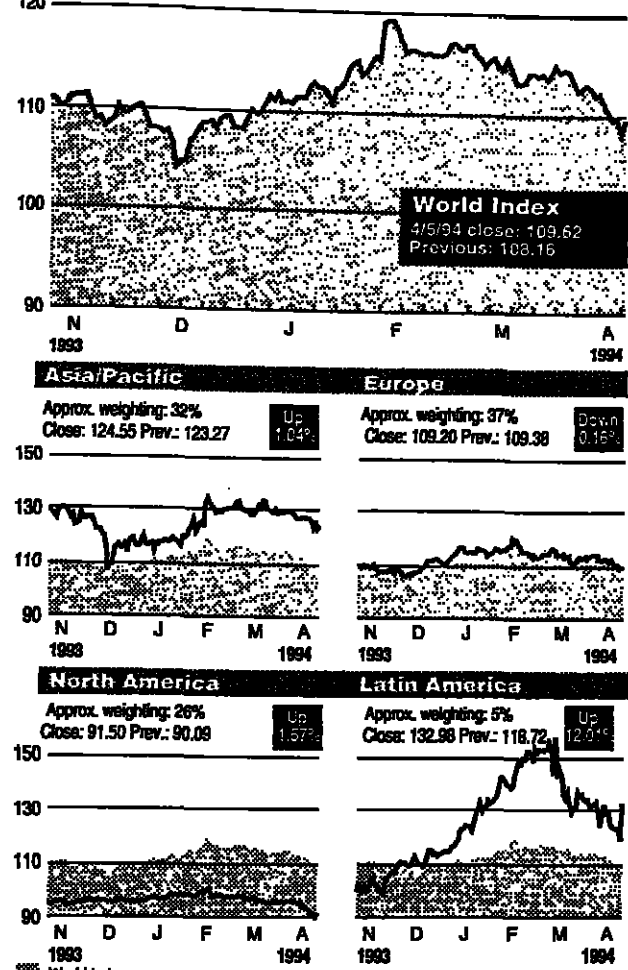 120
110
100
90
World Index
4/5/94 close: 109.62
Previous: 108.16
N D J F M A
1993 1994
Asia/Pacific
Approx. weighting: 32%
Close: 124.55 Prev.: 123.27
Up
1.04%
150
130
110
90
N D J F M A
1993 1994
Europe
Approx. weighting: 37%
Close: 109.20 Prev.: 109.38
Down
0.16%
N D J F M A
1993 1994
North America
Approx. weighting: 26%
Close: 91.50 Prev.: 90.09
Up
1.57%
150
130
110
90
N D J F M A
1993 1994
Latin America
Approx. weighting: 5%
Close: 132.98 Prev.: 118.72
Up
12.01%
N D J F M A
1993 1994